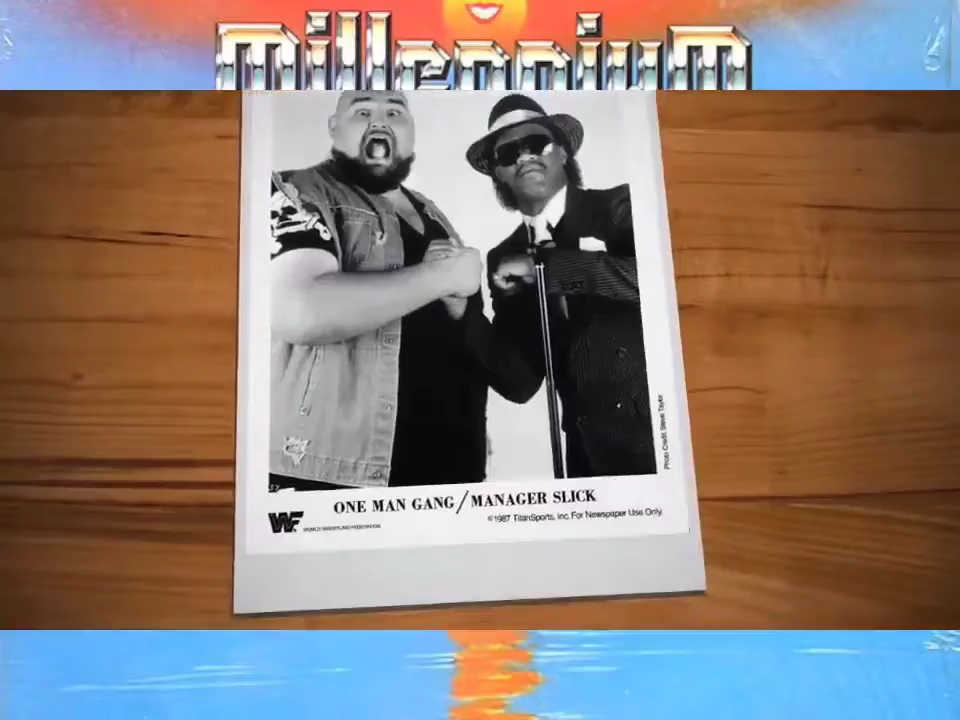 millennium
Photo Credit: Steve Taylor
ONE MAN GANG/MANAGER SLICK
WF
WORLD WRESTLING FEDERATION
©1987 TitanSports, Inc. For Newspaper Use Only.